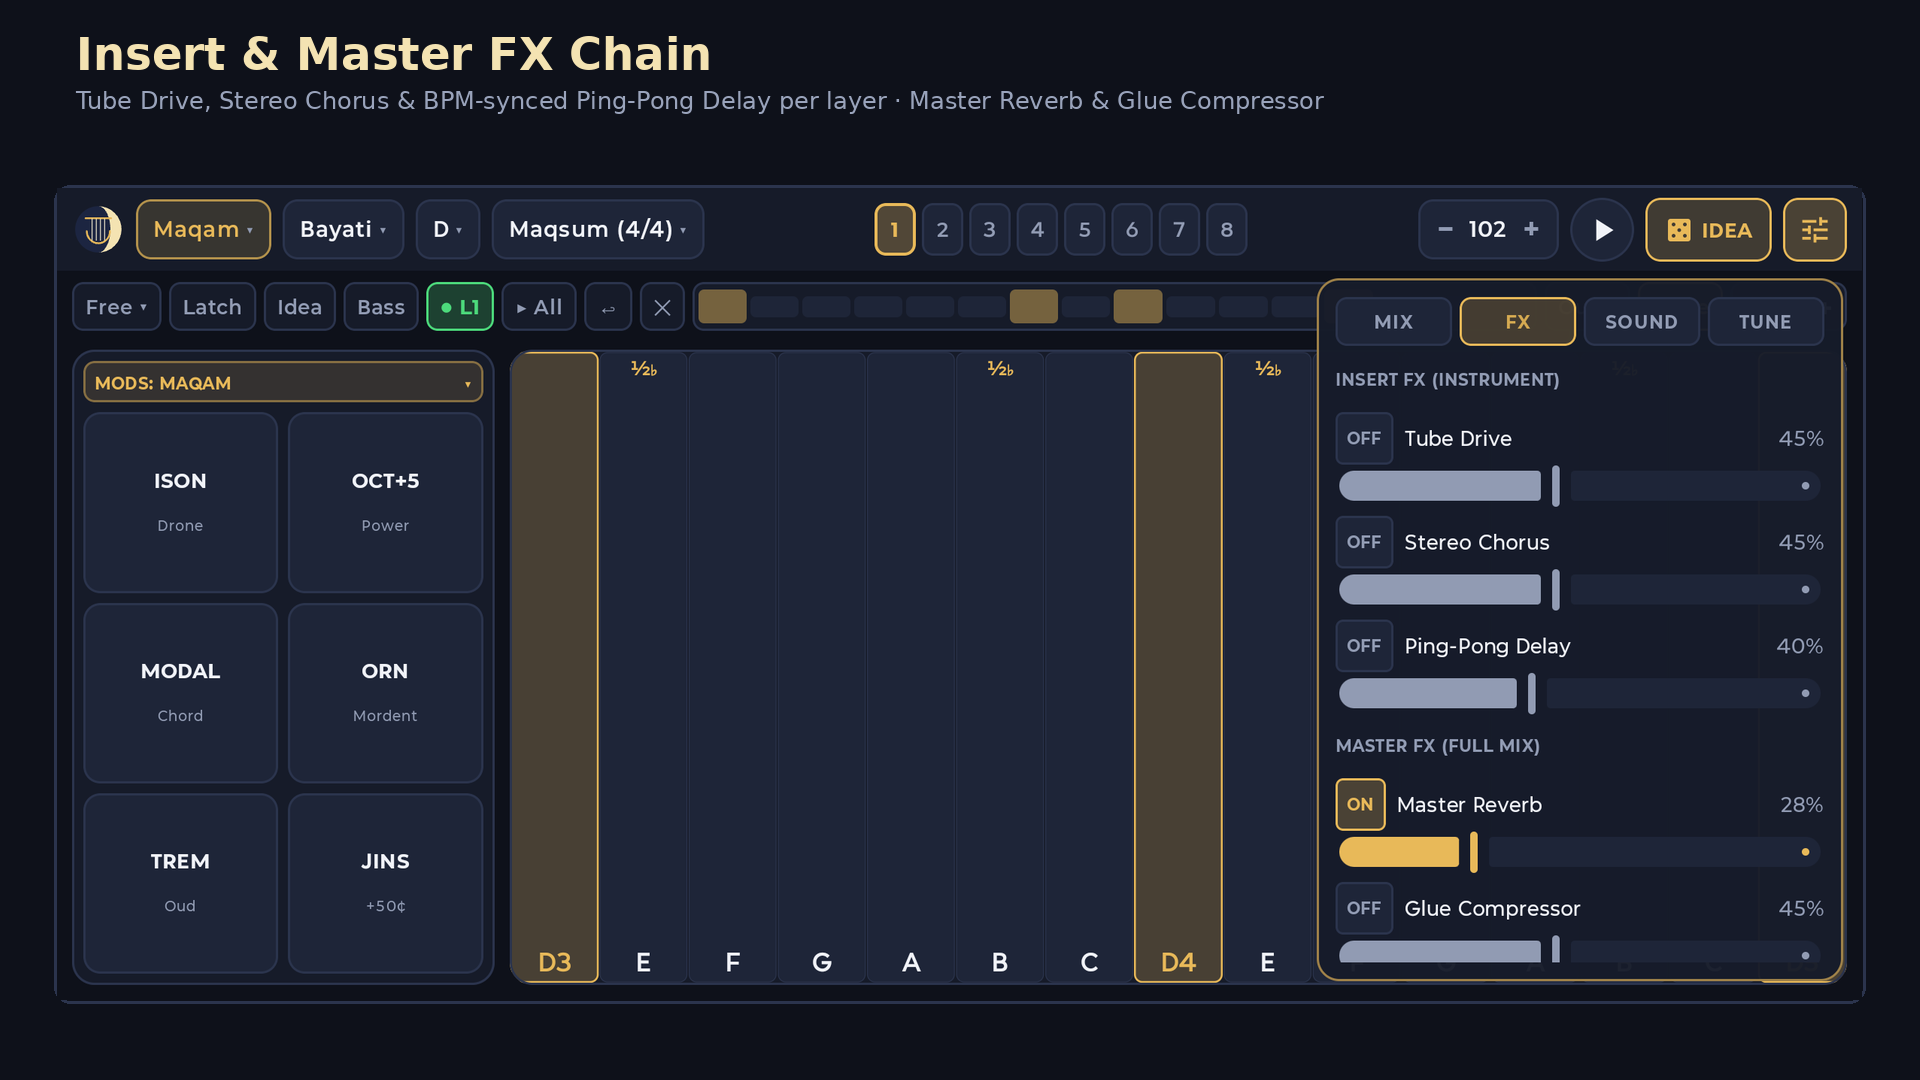 Insert & Master FX Chain
Tube Drive, Stereo Chorus & BPM-synced Ping-Pong Delay per layer · Master Reverb & Glue Compressor
Maqam ▾ Bayati ▾ D ▾ Maqsum (4/4) ▾ 1 2 3 4 5 6 7 8 − 102 + IDEA
Free ▾ Latch Idea Bass ● L1 ▸ All
MIX FX SOUND TUNE
MODS: MAQAM ▾
ISON
Drone
OCT+5
Power
MODAL
Chord
ORN
Mordent
TREM
Oud
JINS
+50¢
½♭ ½♭ ½♭
D3 E F G A B C D4 E
INSERT FX (INSTRUMENT)
OFF Tube Drive 45%
OFF Stereo Chorus 45%
OFF Ping-Pong Delay 40%
MASTER FX (FULL MIX)
ON Master Reverb 28%
OFF Glue Compressor 45%